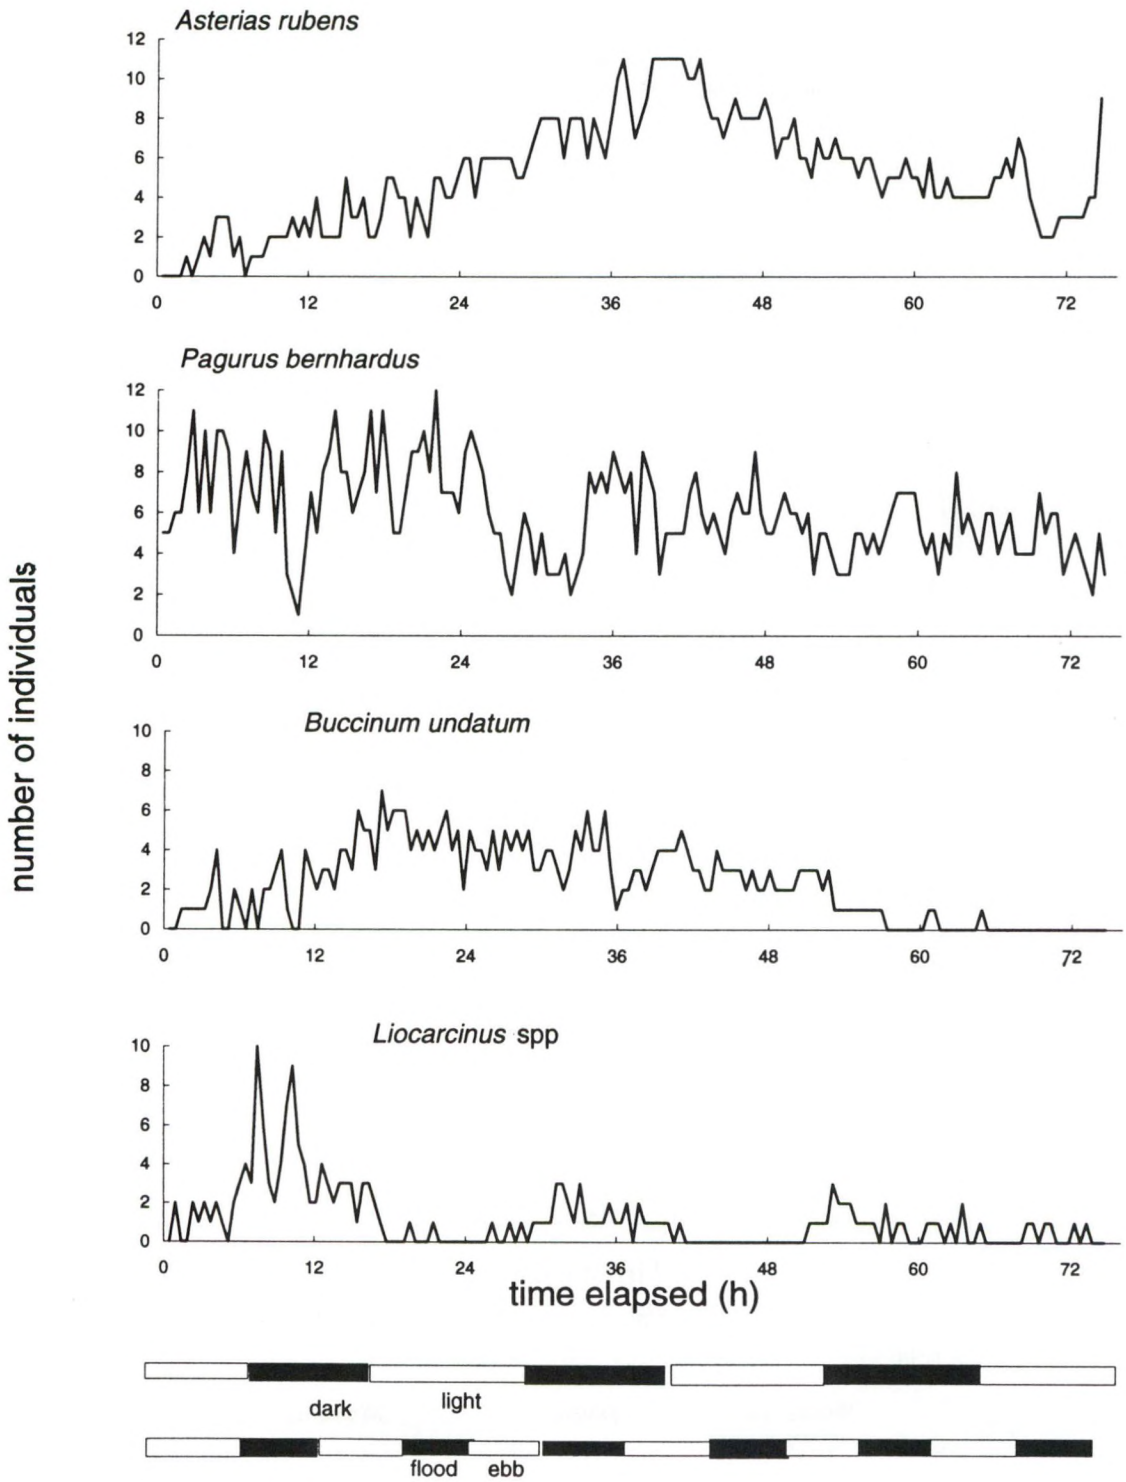 Asterias rubens
12
10
8
6
4
2
0
0 12 24 36 48 60 72
Pagurus bernhardus
12
10
8
6
4
2
0
0 12 24 36 48 60 72
number of individuals
Buccinum undatum
10
8
6
4
2
0
0 12 24 36 48 60 72
Liocarcinus spp
10
8
6
4
2
0
0 12 24 36 48 60 72
time elapsed (h)
dark light
flood ebb